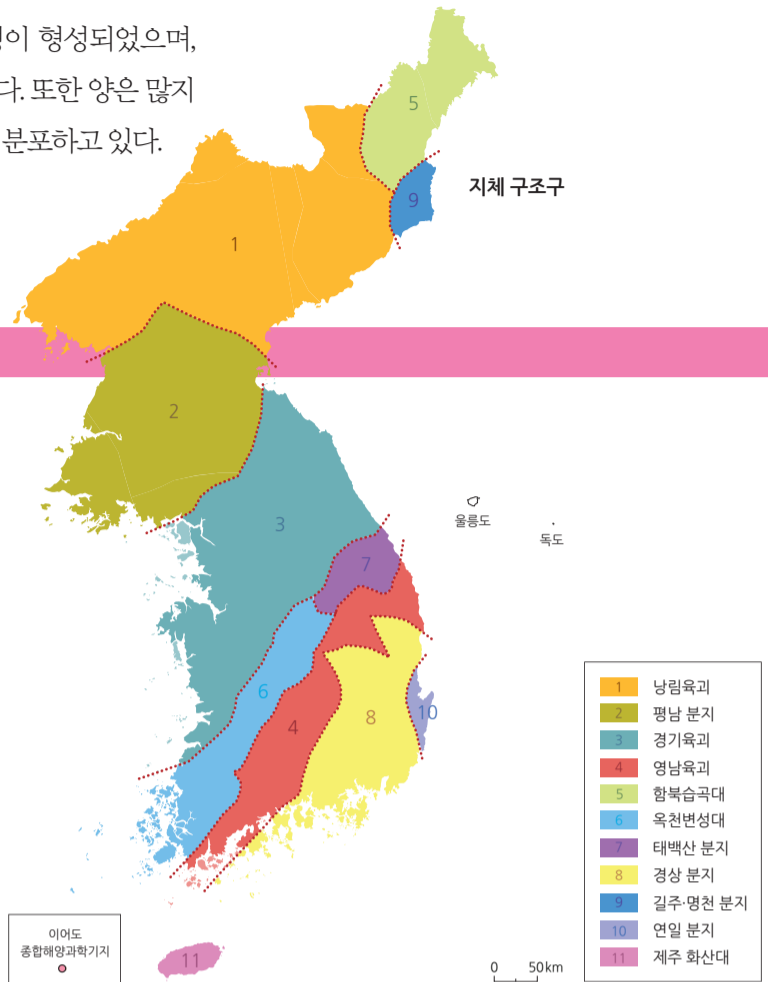 성이 형성되었으며,
다. 또한 양은 많지
분포하고 있다.
지체 구조구
5
9
1
2
3
울릉도
독도
7
6
4
8
10
11
1 낭림육괴
2 평남 분지
3 경기육괴
4 영남육괴
5 함북습곡대
6 옥천변성대
7 태백산 분지
8 경상 분지
9 길주·명천 분지
10 연일 분지
11 제주 화산대
이어도
종합해양과학기지
0 50km